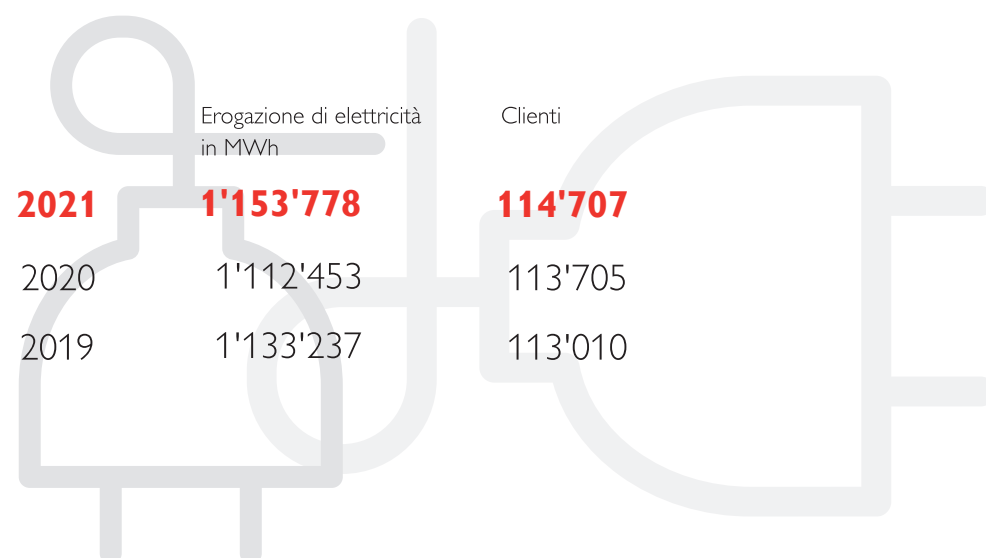 Erogazione di elettricità Clienti
in MWh
2021 1'153'778 114'707
2020 1'112'453 113'705
2019 1'133'237 113'010